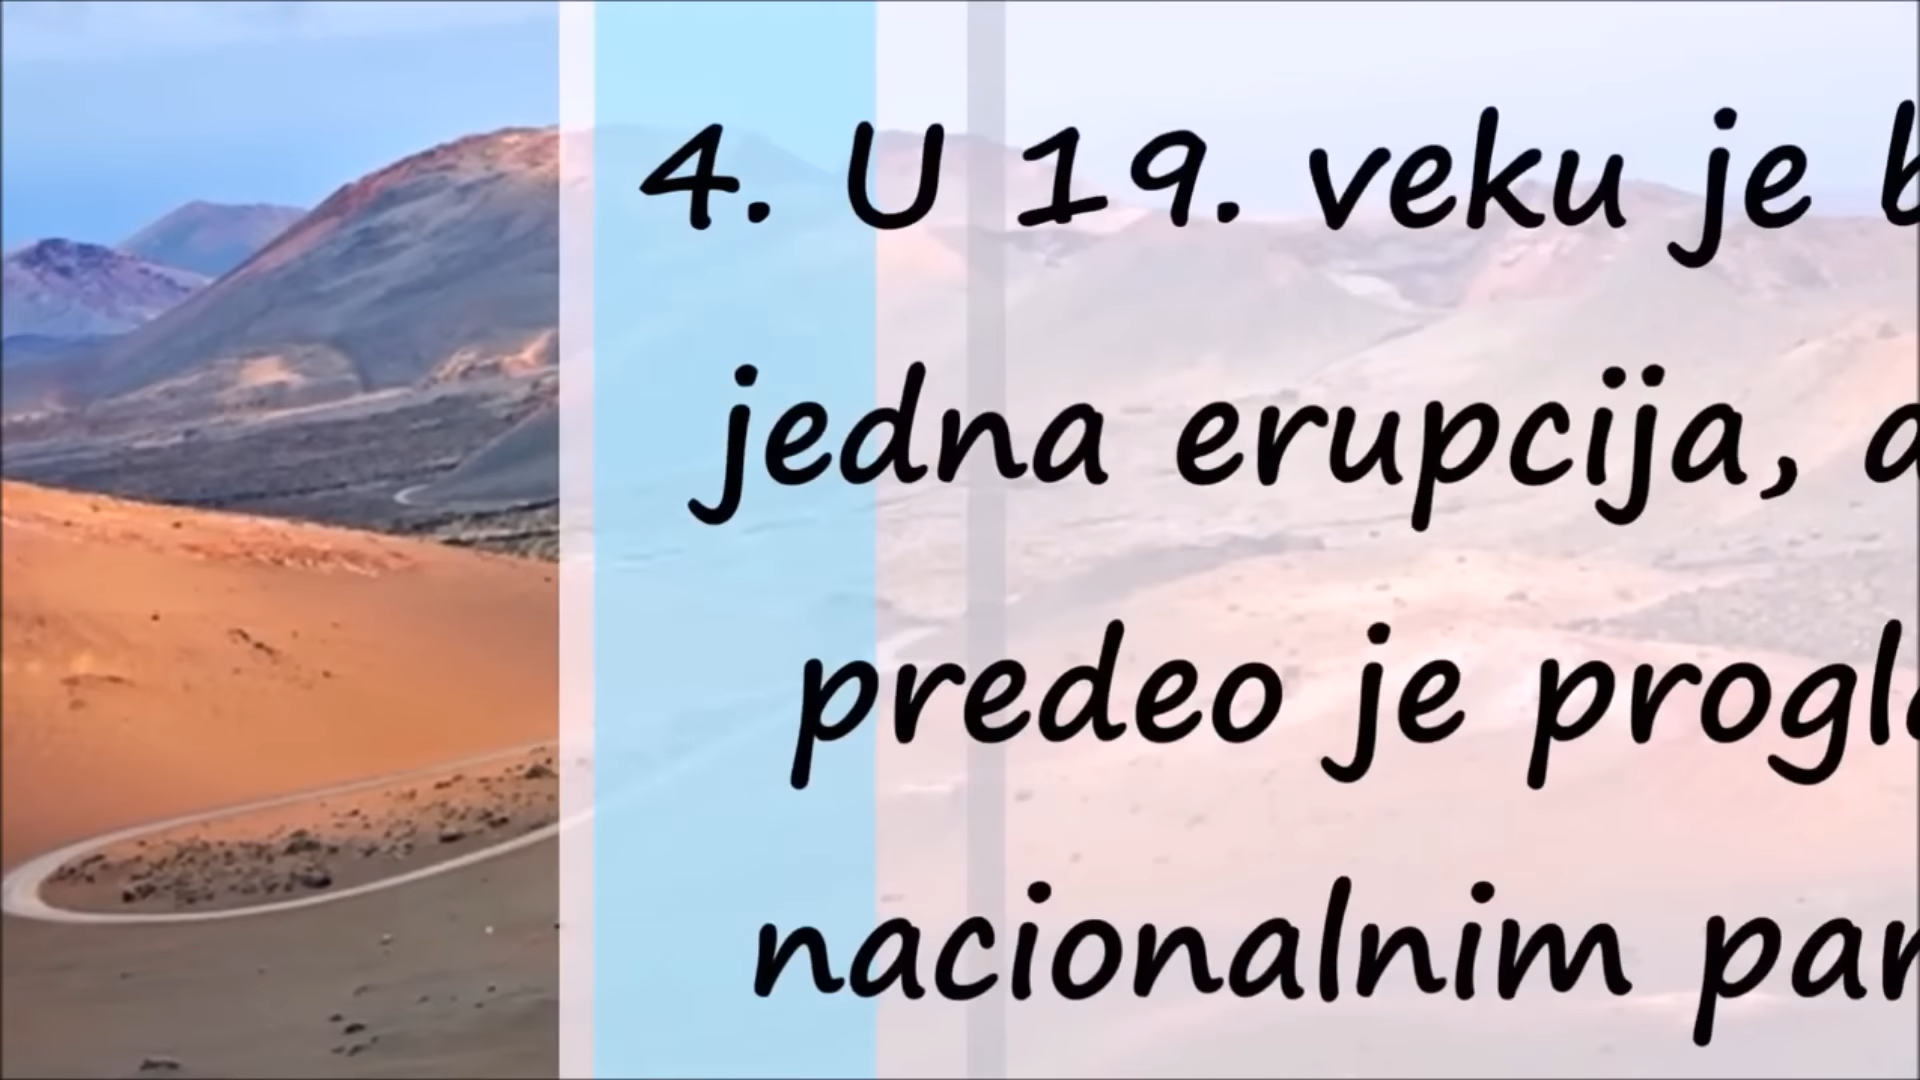 4. U 19. veku je
jedna erupcija,
predeo je
nacionalnim